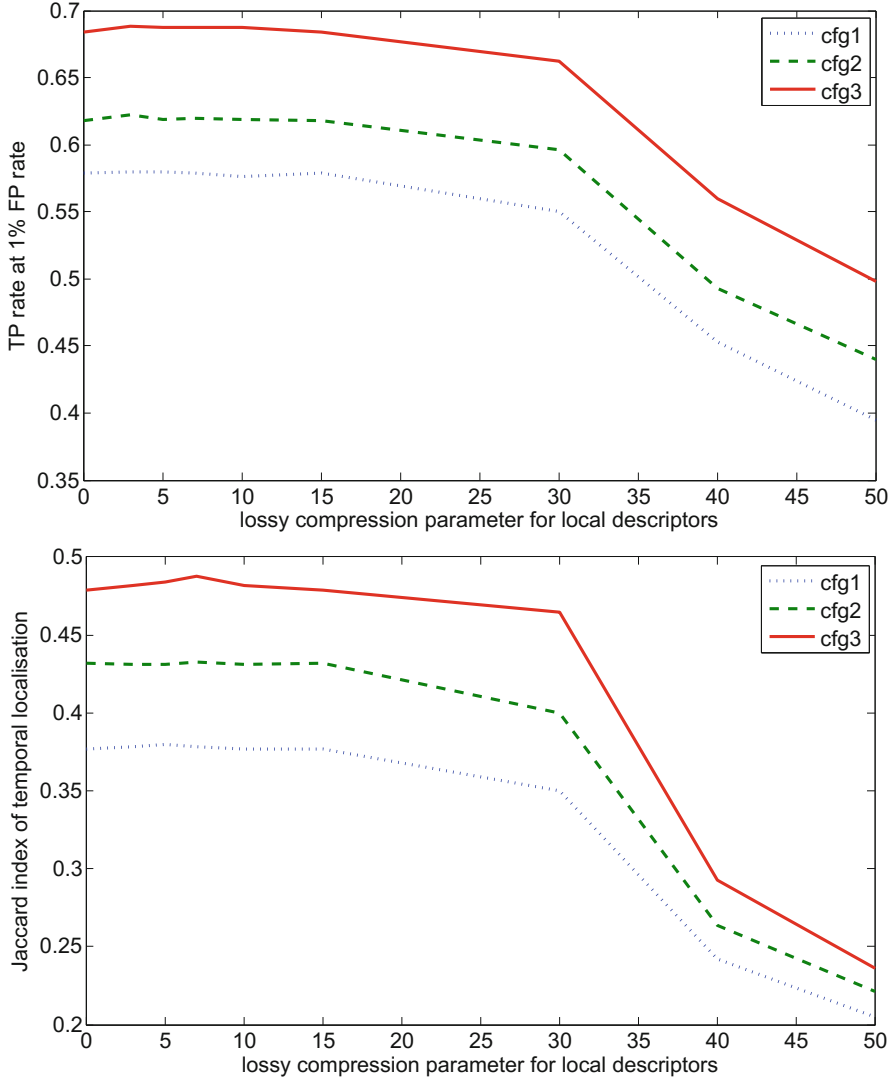 0.7
0.65
0.6
0.55
0.5
0.45
0.4
0.35
TP rate at 1% FP rate
cfg1
cfg2
cfg3
0 5 10 15 20 25 30 35 40 45 50
lossy compression parameter for local descriptors
0.5
0.45
0.4
0.35
0.3
0.25
0.2
Jaccard index of temporal localisation
cfg1
cfg2
cfg3
0 5 10 15 20 25 30 35 40 45 50
lossy compression parameter for local descriptors